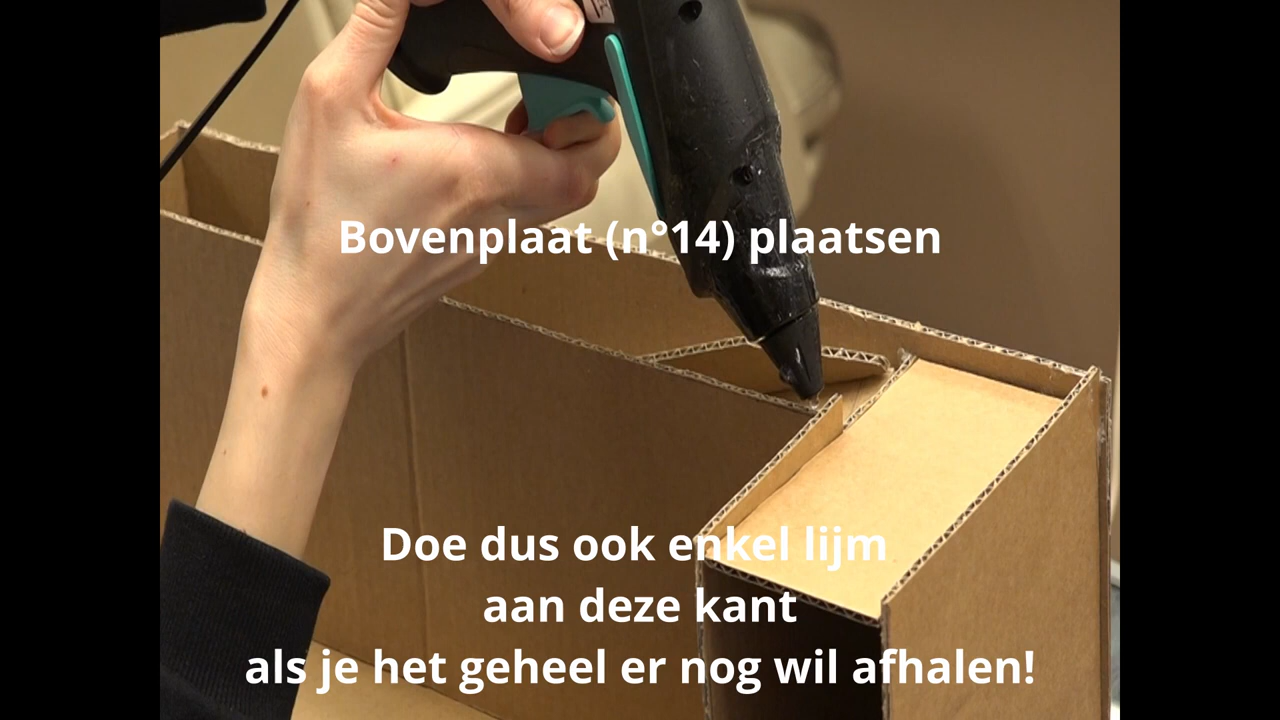 Bovenplaat (n°14) plaatsen
Doe dus ook enkel lijm
aan deze kant
als je het geheel er nog wil afhalen!